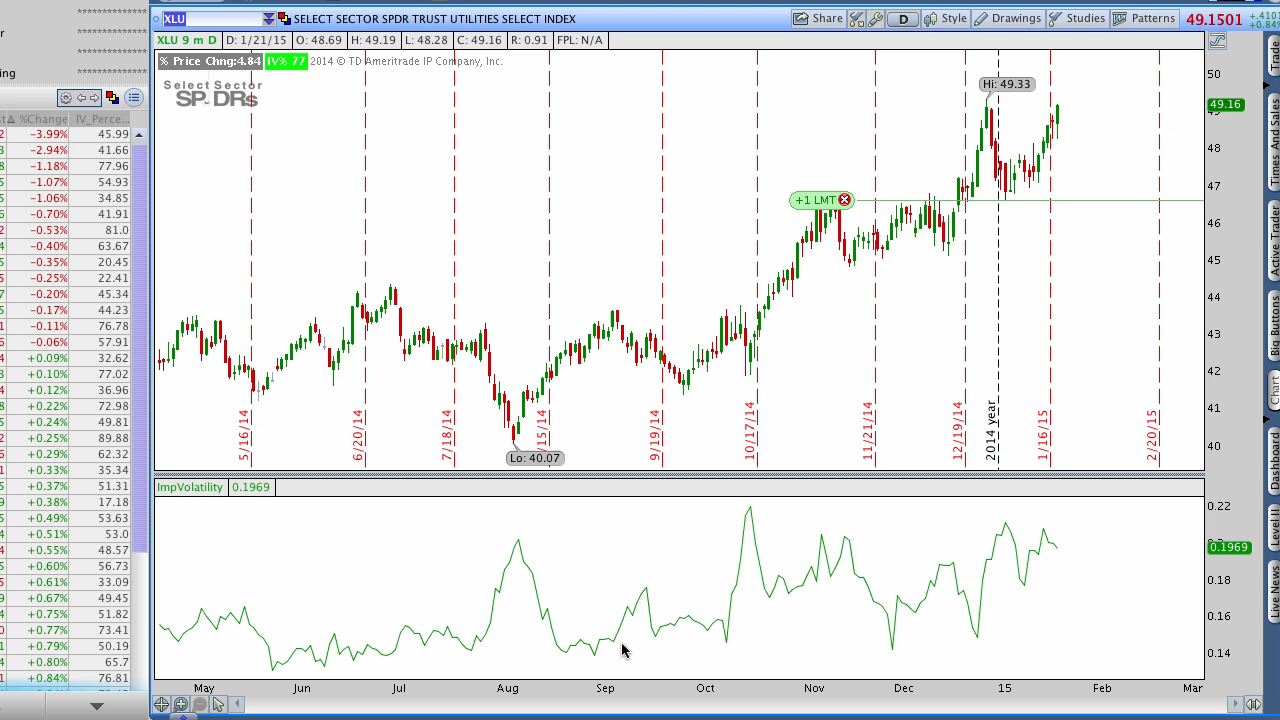 XLU SELECT SECTOR SPDR TRUST UTILITIES SELECT INDEX Share D Style Drawings Studies Patterns 49.1501
XLU 9 m D D: 1/21/15 O: 48.69 H: 49.19 L: 48.28 C: 49.16 R: 0.91 FPL: N/A
% Price Chng:4.84 IV% 77 2014 © TD Ameritrade IP Company, Inc.
Select Sector
SPDRs
ing
%Change IV_Perce...
-3.99% 45.99
-2.94% 41.66
-1.18% 77.96
-1.07% 54.93
-1.06% 34.85
-0.70% 41.91
-0.53% 81.0
-0.40% 63.67
-0.35% 20.45
-0.25% 22.41
-0.20% 45.34
-0.17% 44.23
-0.11% 76.78
-0.06% 57.91
+0.09% 32.62
+0.10% 77.02
+0.12% 36.96
+0.22% 72.98
+0.24% 49.81
+0.25% 89.88
+0.29% 62.32
+0.33% 35.34
+0.37% 51.31
+0.38% 17.18
+0.49% 53.63
+0.51% 53.0
+0.55% 48.57
+0.60% 56.73
+0.61% 33.09
+0.67% 49.45
+0.75% 51.82
+0.77% 73.41
+0.79% 50.19
+0.80% 65.7
+0.84% 76.81
Hi: 49.33
+1 LMT
Lo: 40.07
50
49.16
48
47
46
45
44
43
42
41
40
5/16/14
6/20/14
7/18/14
/15/14
9/19/14
10/17/14
11/21/14
12/19/14
2014 year
1/16/15
2/20/15
ImpVolatility 0.1969
0.22
0.1969
0.18
0.16
0.14
May Jun Jul Aug Sep Oct Nov Dec 15 Feb Mar
Trade
Times And Sales
Active Trader
Big Buttons
Chart
Dashboard
Level II
Live News